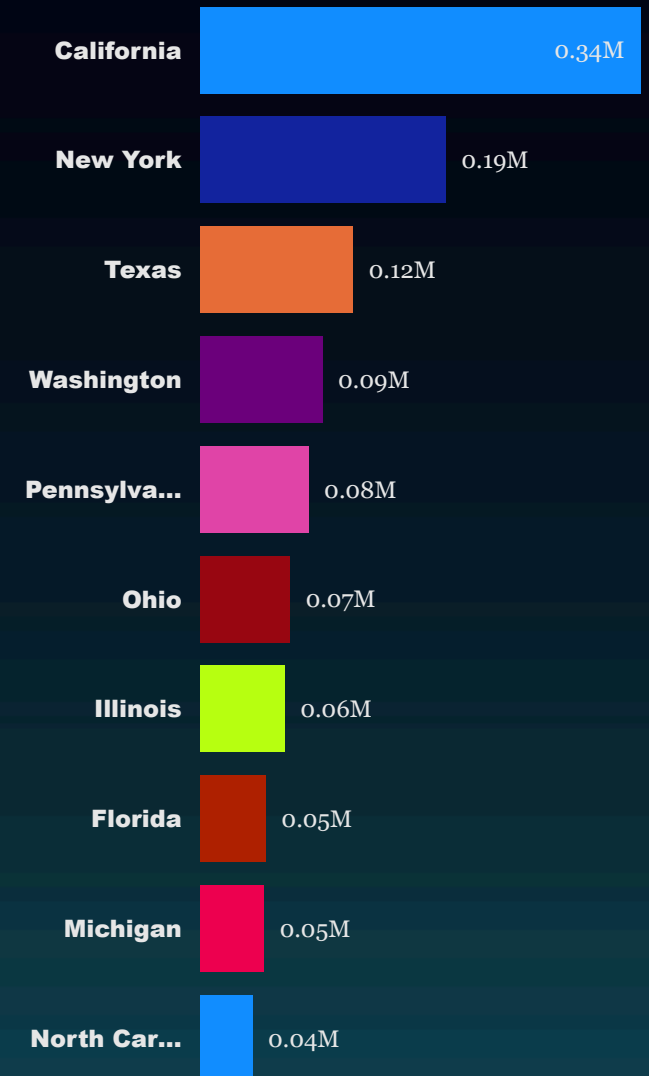 California 0.34M
New York 0.19M
Texas 0.12M
Washington 0.09M
Pennsylva... 0.08M
Ohio 0.07M
Illinois 0.06M
Florida 0.05M
Michigan 0.05M
North Car... 0.04M